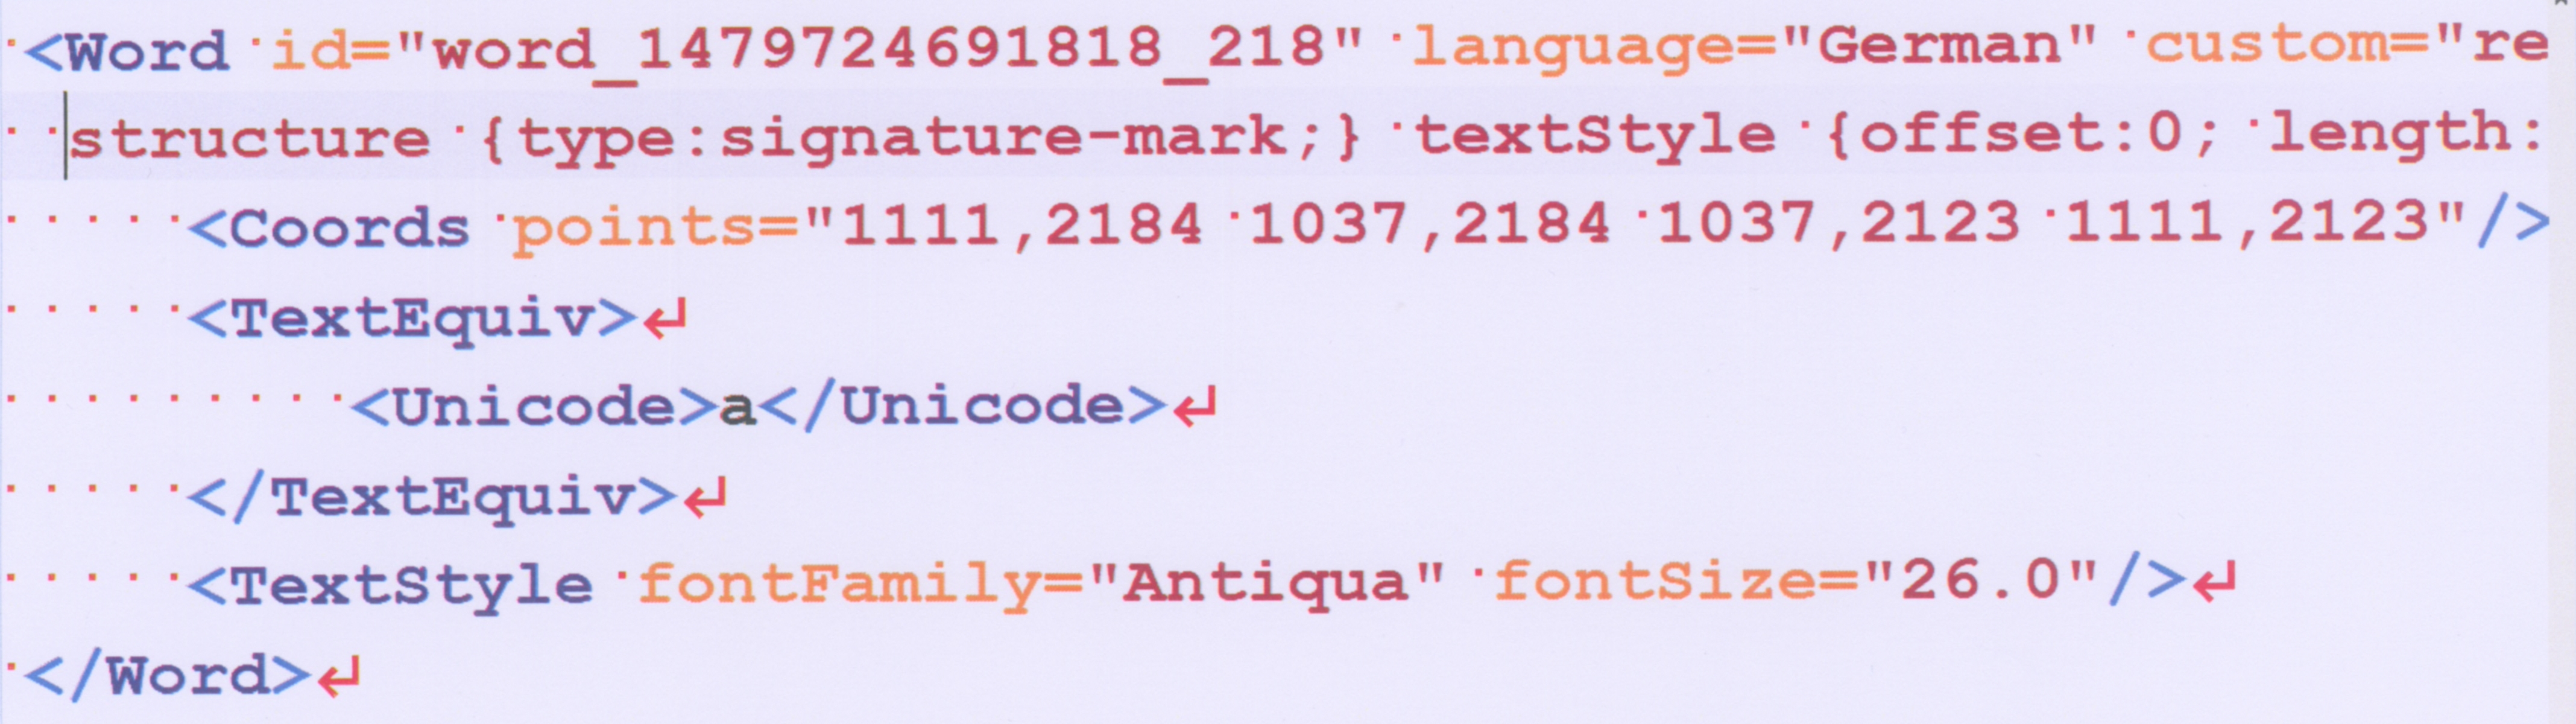 <Word id="word_1479724691818_218" language="German" custom="re
structure {type:signature-mark;} textStyle {offset:0; length:
<Coords points="1111,2184 1037,2184 1037,2123 1111,2123"/>
<TextEquiv>
<Unicode>a</Unicode>
</TextEquiv>
<TextStyle fontFamily="Antiqua" fontSize="26.0"/>
</Word>